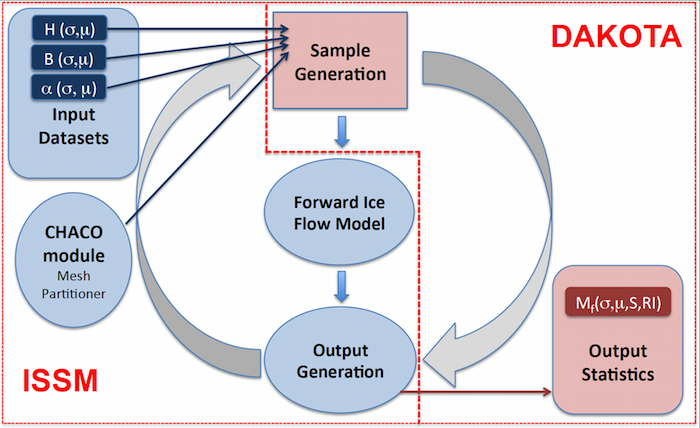 H (σ,μ)
B (σ,μ)
α (σ, μ)
Input
Datasets
Sample
Generation
DAKOTA
CHACO
module
Mesh
Partitioner
Forward Ice
Flow Model
Output
Generation
Mf(σ,μ,S,RI)
Output
Statistics
ISSM